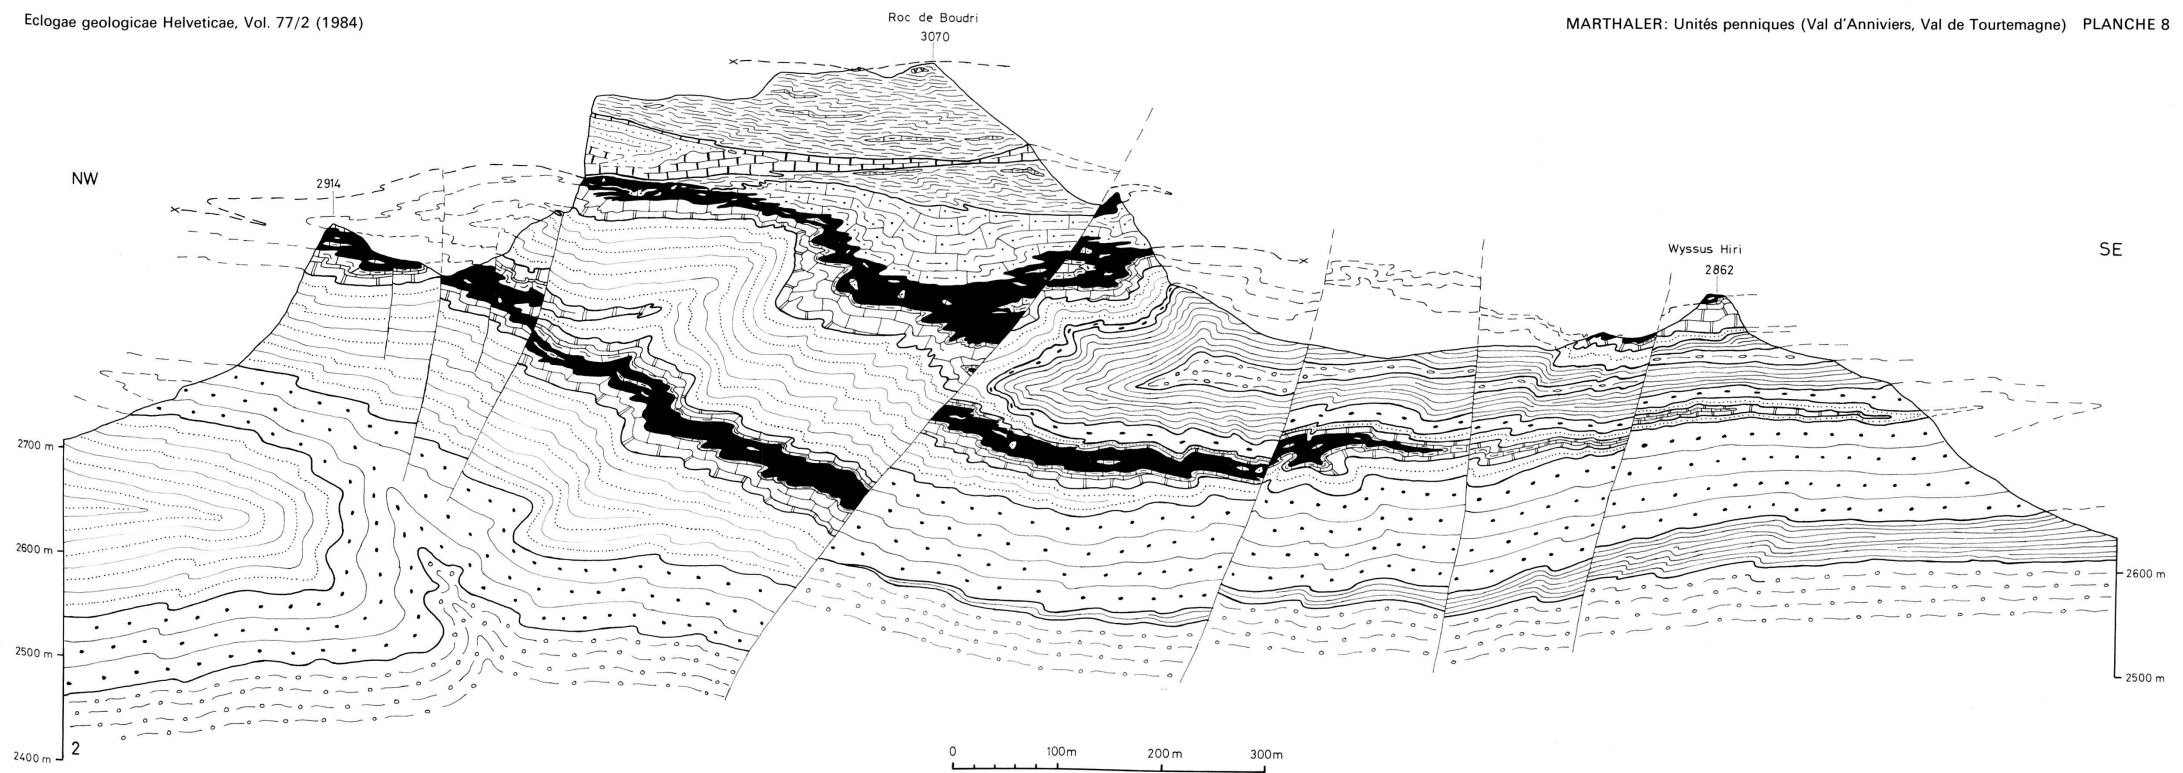 Eclogae geologicae Helveticae, Vol. 77/2 (1984)
MARTHALER: Unités penniques (Val d'Anniviers, Val de Tourtemagne) PLANCHE 8
Roc de Boudri
3070
NW
2914
SE
Wyssus Hiri
2862
2700 m
2600 m
2500 m
2400 m
2600 m
2500 m
2
0 100m 200m 300m